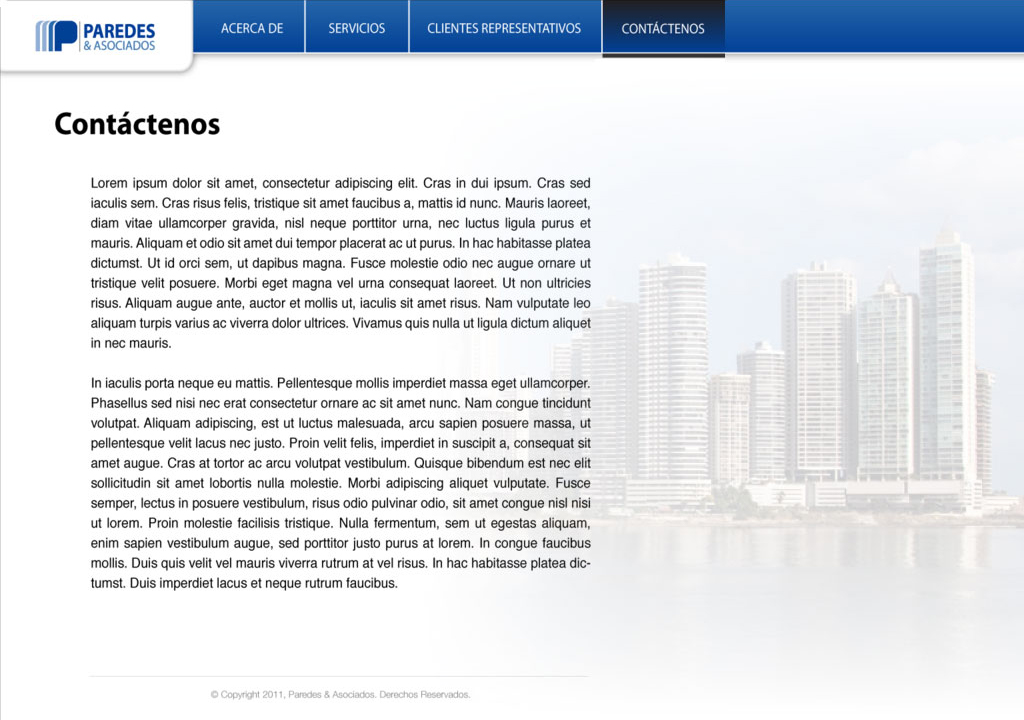 PAREDES
& ASOCIADOS
ACERCA DE
SERVICIOS
CLIENTES REPRESENTATIVOS
CONTÁCTENOS
Contáctenos
Lorem ipsum dolor sit amet, consectetur adipiscing elit. Cras in dui ipsum. Cras sed
iaculis sem. Cras risus felis, tristique sit amet faucibus a, mattis id nunc. Mauris laoreet,
diam vitae ullamcorper gravida, nisl neque porttitor urna, nec luctus ligula purus et
mauris. Aliquam et odio sit amet dui tempor placerat ac ut purus. In hac habitasse platea
dictumst. Ut id orci sem, ut dapibus magna. Fusce molestie odio nec augue ornare ut
tristique velit posuere. Morbi eget magna vel urna consequat laoreet. Ut non ultricies
risus. Aliquam augue ante, auctor et mollis ut, iaculis sit amet risus. Nam vulputate leo
aliquam turpis varius ac viverra dolor ultrices. Vivamus quis nulla ut ligula dictum aliquet
in nec mauris.
In iaculis porta neque eu mattis. Pellentesque mollis imperdiet massa eget ullamcorper.
Phasellus sed nisi nec erat consectetur ornare ac sit amet nunc. Nam congue tincidunt
volutpat. Aliquam adipiscing, est ut luctus malesuada, arcu sapien posuere massa, ut
pellentesque velit lacus nec justo. Proin velit felis, imperdiet in suscipit a, consequat sit
amet augue. Cras at tortor ac arcu volutpat vestibulum. Quisque bibendum est nec elit
sollicitudin sit amet lobortis nulla molestie. Morbi adipiscing aliquet vulputate. Fusce
semper, lectus in posuere vestibulum, risus odio pulvinar odio, sit amet congue nisl nisi
ut lorem. Proin molestie facilisis tristique. Nulla fermentum, sem ut egestas aliquam,
enim sapien vestibulum augue, sed porttitor justo purus at lorem. In congue faucibus
mollis. Duis quis velit vel mauris viverra rutrum at vel risus. In hac habitasse platea dic-
tumst. Duis imperdiet lacus et neque rutrum faucibus.
© Copyright 2011, Paredes & Asociados. Derechos Reservados.